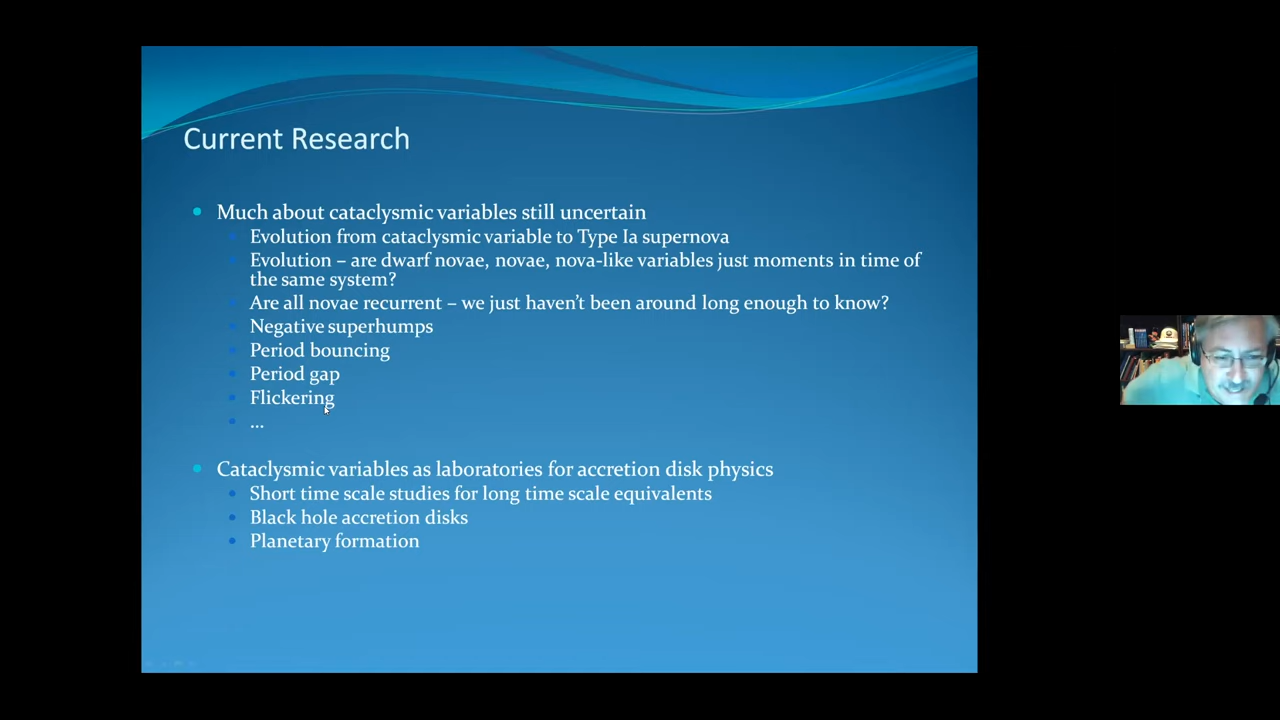 Current Research
Much about cataclysmic variables still uncertain
Evolution from cataclysmic variable to Type Ia supernova
Evolution – are dwarf novae, novae, nova-like variables just moments in time of
the same system?
Are all novae recurrent – we just haven’t been around long enough to know?
Negative superhumps
Period bouncing
Period gap
Flickering
...
Cataclysmic variables as laboratories for accretion disk physics
Short time scale studies for long time scale equivalents
Black hole accretion disks
Planetary formation